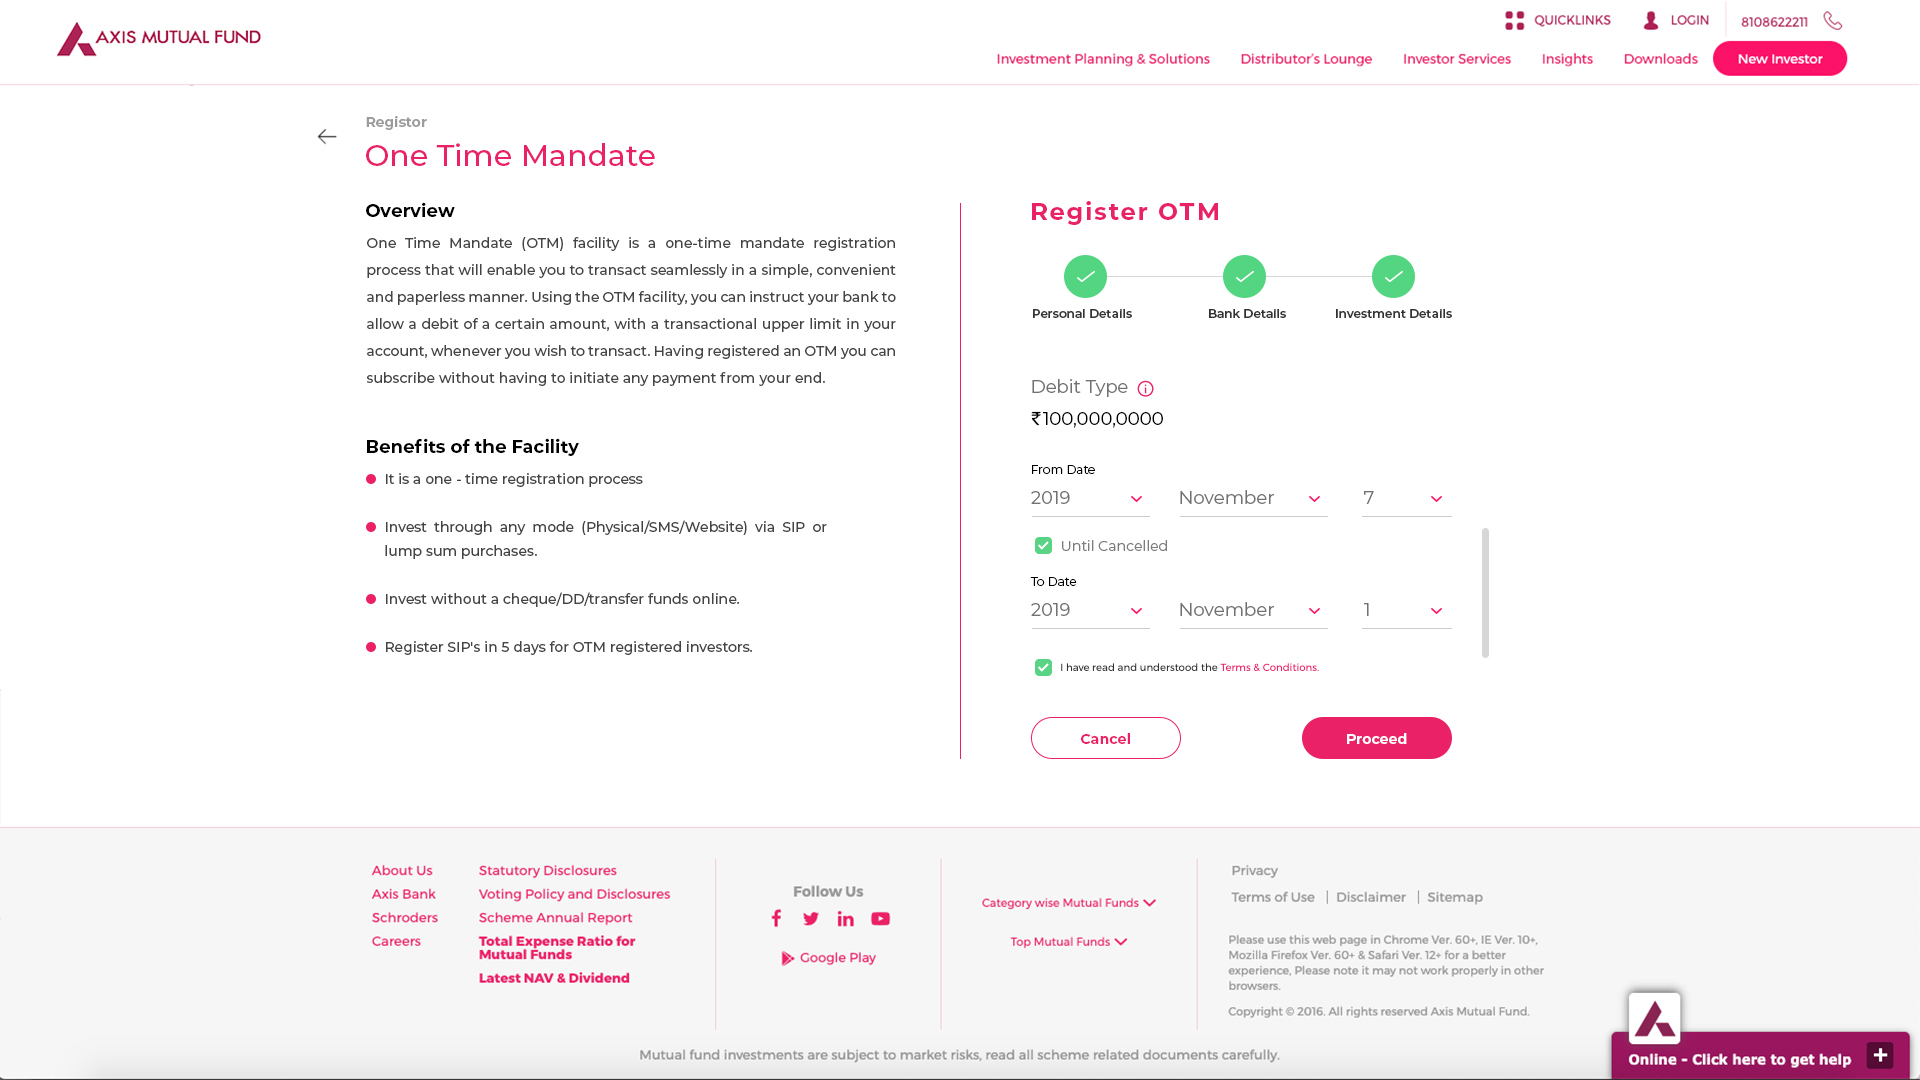 AXIS MUTUAL FUND
QUICKLINKS
LOGIN
8108622211
Investment Planning & Solutions
Distributor's Lounge
Investor Services
Insights
Downloads
New Investor
Registor
One Time Mandate
Overview
One Time Mandate (OTM) facility is a one-time mandate registration
process that will enable you to transact seamlessly in a simple, convenient
and paperless manner. Using the OTM facility, you can instruct your bank to
allow a debit of a certain amount, with a transactional upper limit in your
account, whenever you wish to transact. Having registered an OTM you can
subscribe without having to initiate any payment from your end.
Benefits of the Facility
It is a one - time registration process
Invest through any mode (Physical/SMS/Website) via SIP or
lump sum purchases.
Invest without a cheque/DD/transfer funds online.
Register SIP's in 5 days for OTM registered investors.
Register OTM
Personal Details
Bank Details
Investment Details
Debit Type
₹100,000,0000
From Date
2019
November
7
Until Cancelled
To Date
2019
November
1
I have read and understood the Terms & Conditions.
Cancel
Proceed
About Us
Axis Bank
Schroders
Careers
Statutory Disclosures
Voting Policy and Disclosures
Scheme Annual Report
Total Expense Ratio for
Mutual Funds
Latest NAV & Dividend
Follow Us
Google Play
Category wise Mutual Funds
Top Mutual Funds
Privacy
Terms of Use | Disclaimer | Sitemap
Please use this web page in Chrome Ver. 60+, IE Ver. 10+,
Mozilla Firefox Ver. 60+ & Safari Ver. 12+ for a better
experience, Please note it may not work properly in other
browsers.
Copyright © 2016. All rights reserved Axis Mutual Fund.
Mutual fund investments are subject to market risks, read all scheme related documents carefully.
Online - Click here to get help